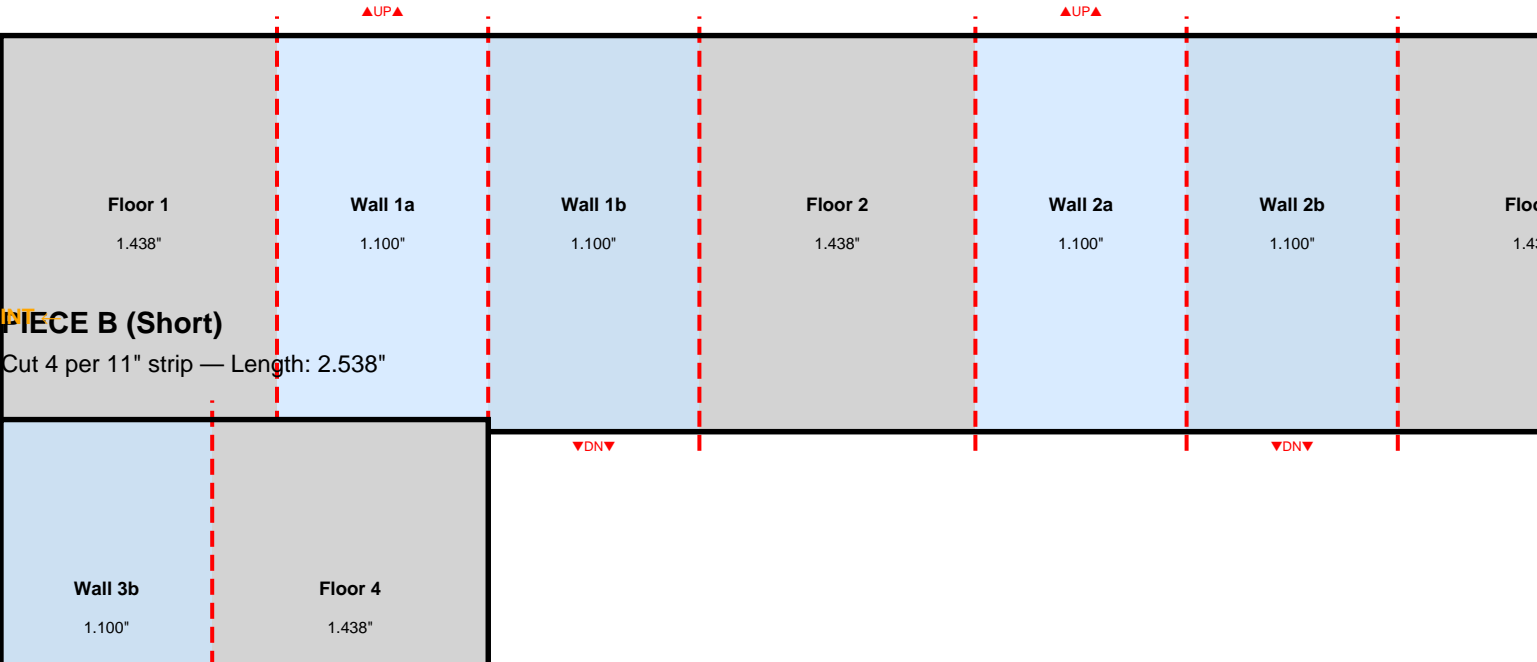 ▲UP▲ ▲UP▲
Floor 1 Wall 1a Wall 1b Floor 2 Wall 2a Wall 2b
1.438" 1.100" 1.100" 1.438" 1.100" 1.100"
PIECE B (Short)
Cut 4 per 11" strip — Length: 2.538"
▼DN▼ ▼DN▼
Wall 3b Floor 4
1.100" 1.438"